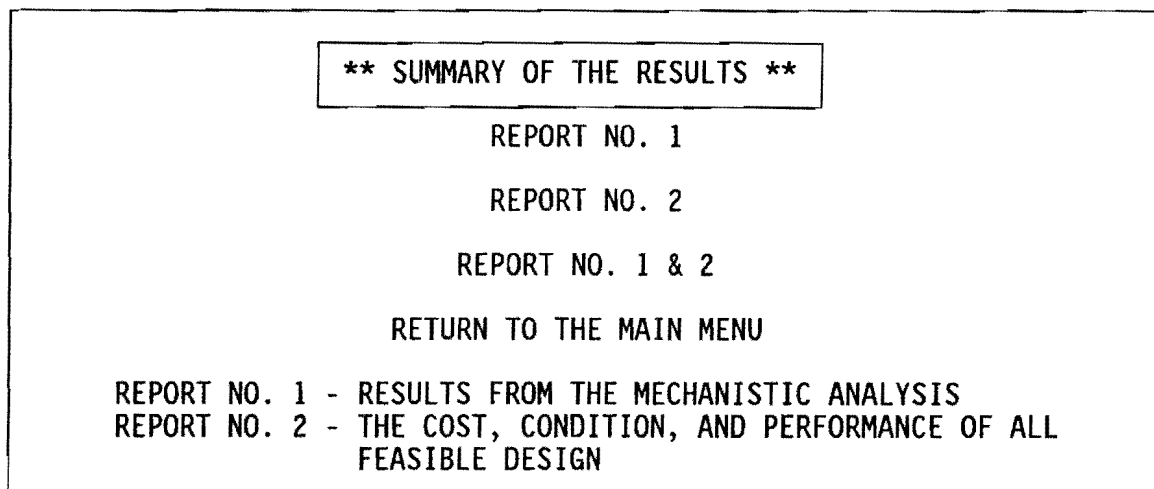 ** SUMMARY OF THE RESULTS **
REPORT NO. 1
REPORT NO. 2
REPORT NO. 1 & 2
RETURN TO THE MAIN MENU
REPORT NO. 1 - RESULTS FROM THE MECHANISTIC ANALYSIS
REPORT NO. 2 - THE COST, CONDITION, AND PERFORMANCE OF ALL
FEASIBLE DESIGN